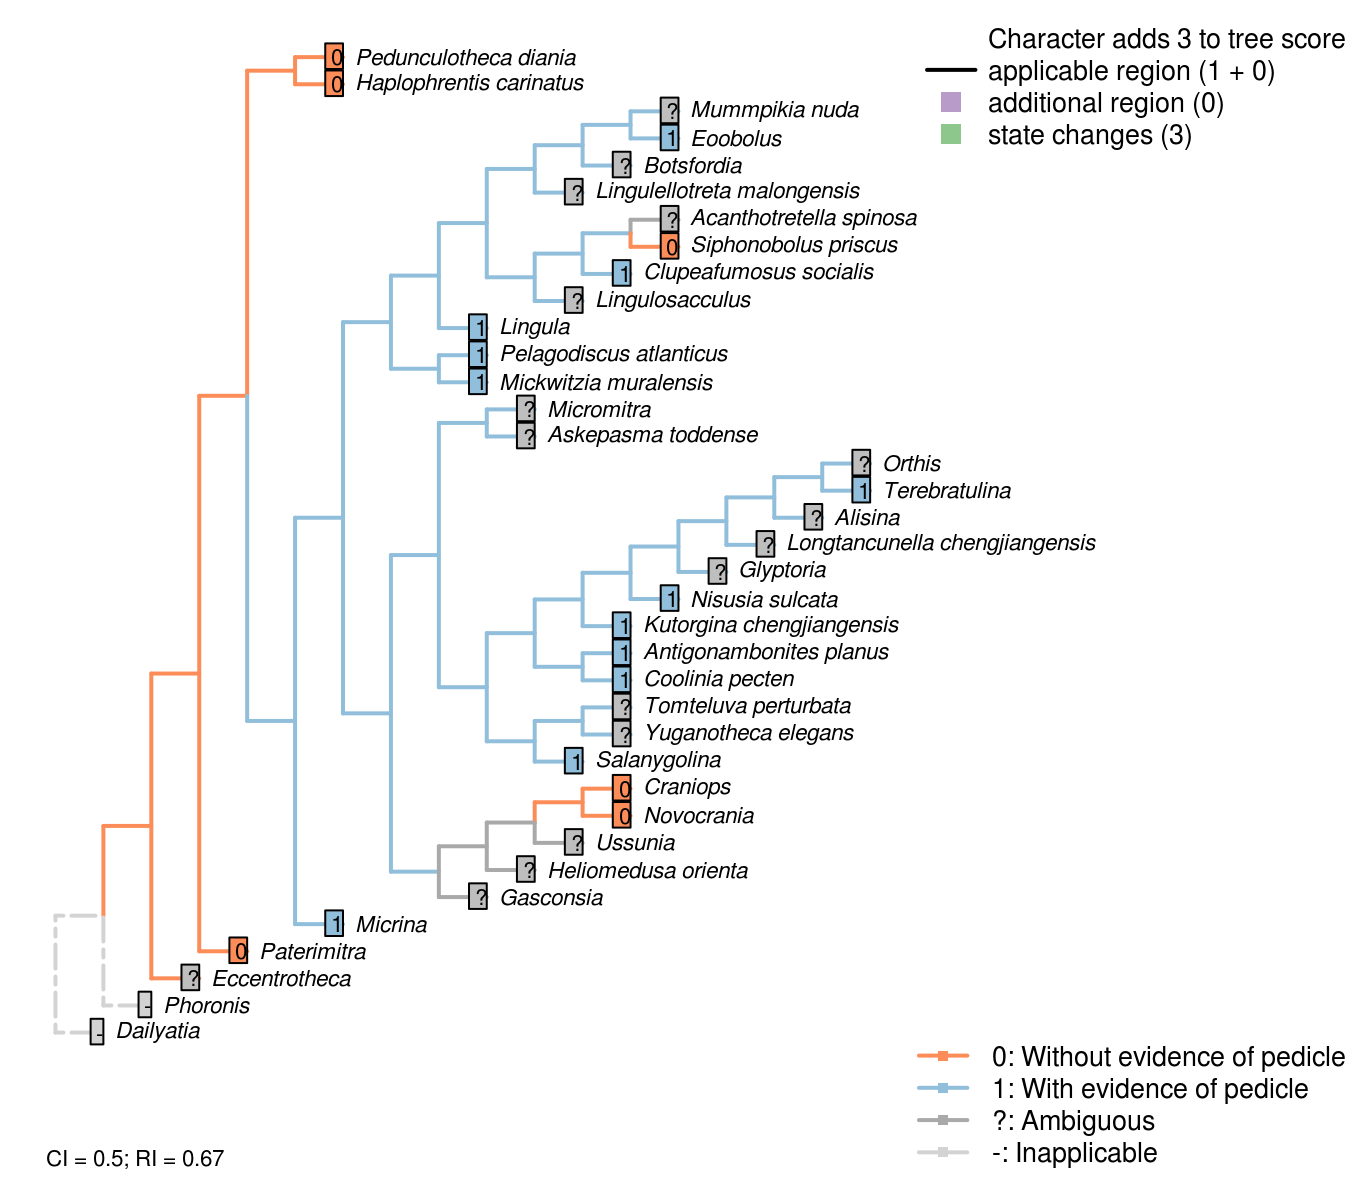 Character adds 3 to tree score
applicable region (1 + 0)
additional region (0)
state changes (3)
0 Pedunculotheca diania
0 Haplophrentis carinatus
? Mummpikia nuda
1 Eoobolus
? Botsfordia
? Lingulellotreta malongensis
? Acanthotretella spinosa
0 Siphonobolus priscus
1 Clupeafumosus socialis
? Lingulosacculus
1 Lingula
1 Pelagodiscus atlanticus
1 Mickwitzia muralensis
? Micromitra
? Askepasma toddense
? Orthis
1 Terebratulina
? Alisina
? Longtancunella chengjiangensis
? Glyptoria
1 Nisusia sulcata
1 Kutorgina chengjiangensis
1 Antigonambonites planus
1 Coolinia pecten
? Tomteluva perturbata
? Yuganotheca elegans
1 Salanygolina
0 Craniops
0 Novocrania
? Ussunia
? Heliomedusa orienta
? Gasconsia
1 Micrina
0 Paterimitra
? Eccentrotheca
- Phoronis
- Dailyatia
0: Without evidence of pedicle
1: With evidence of pedicle
?: Ambiguous
-: Inapplicable
CI = 0.5; RI = 0.67